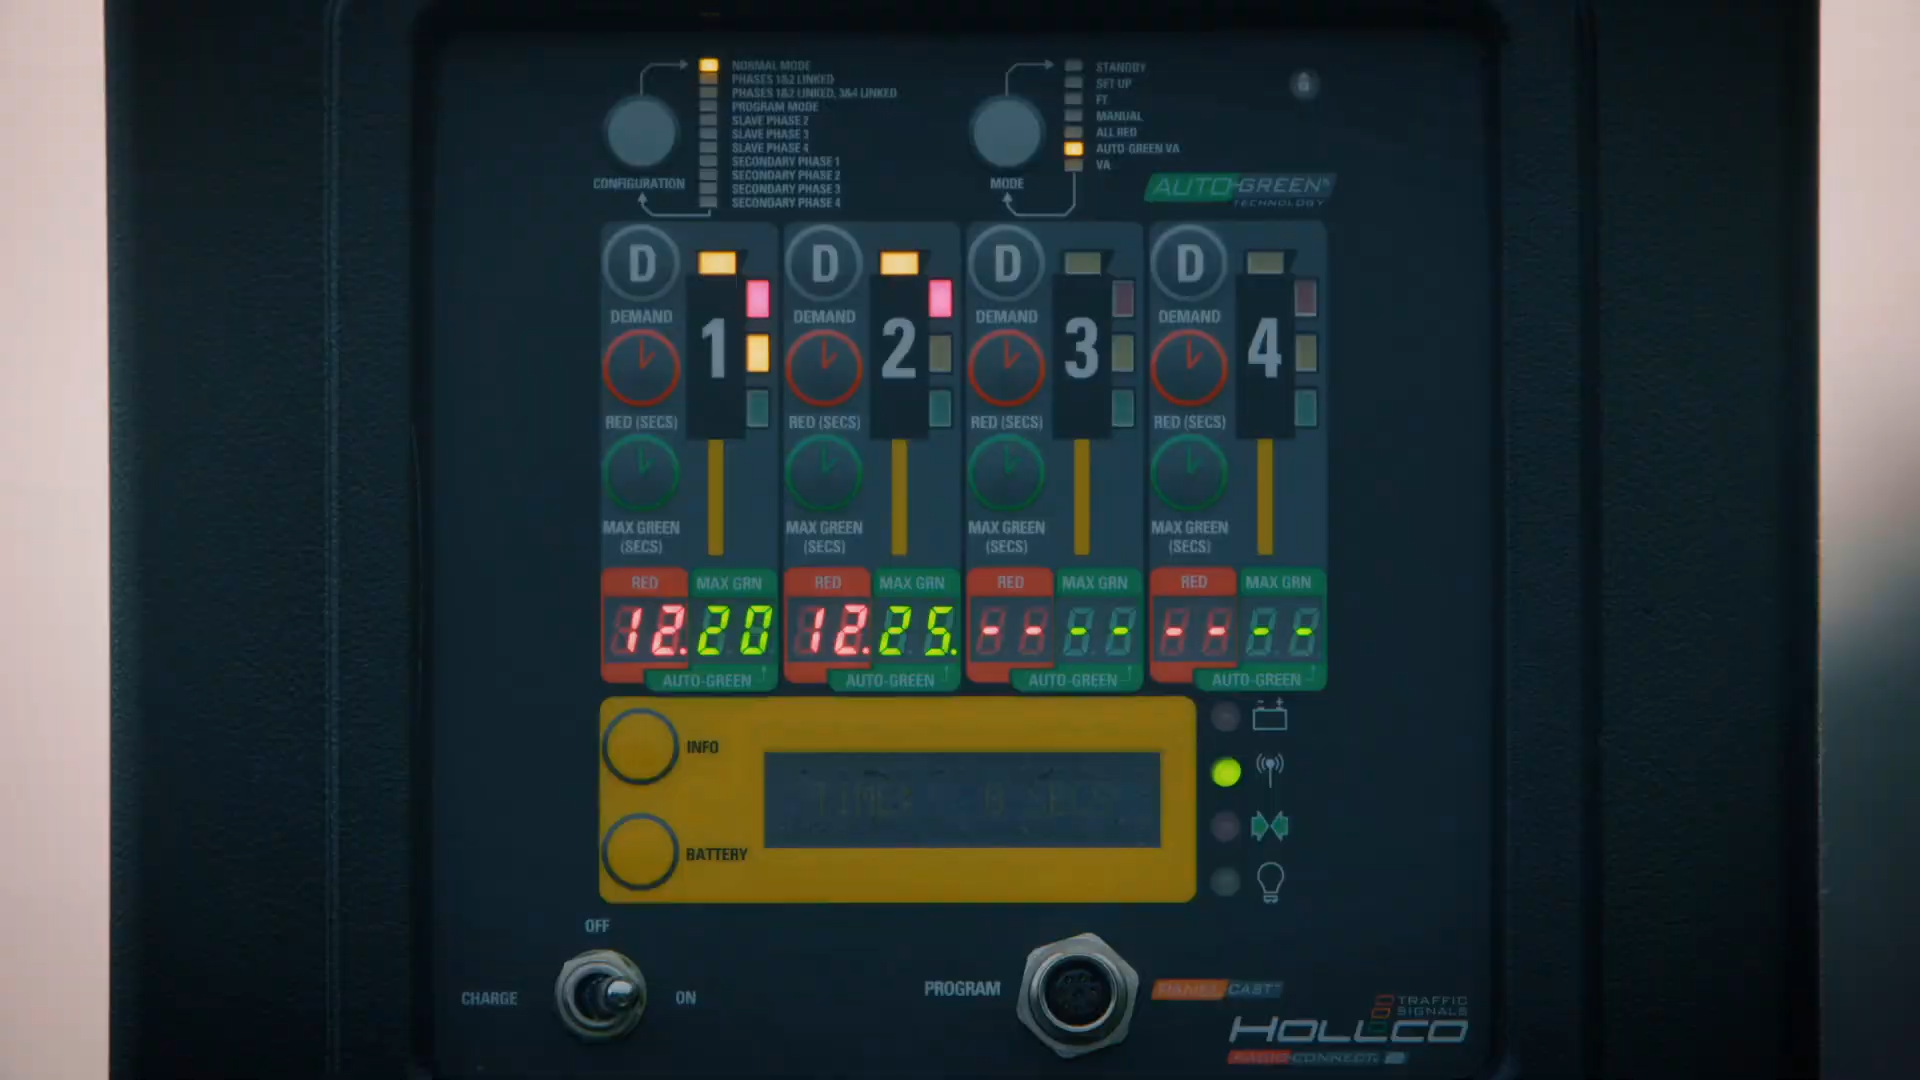 NORMAL MODE
PHASES 1&2 LINKED
PHASES 1&2 LINKED, 3&4 LINKED
PROGRAM MODE
SLAVE PHASE 2
SLAVE PHASE 3
SLAVE PHASE 4
SECONDARY PHASE 1
SECONDARY PHASE 2
SECONDARY PHASE 3
SECONDARY PHASE 4
CONFIGURATION
STANDBY
SET UP
FT
MANUAL
ALL RED
AUTO-GREEN VA
VA
MODE
AUTO-GREEN
TECHNOLOGY
D 1 D 2 D 3 D 4
DEMAND DEMAND DEMAND DEMAND
RED (SECS) RED (SECS) RED (SECS) RED (SECS)
MAX GREEN MAX GREEN MAX GREEN MAX GREEN
(SECS) (SECS) (SECS) (SECS)
RED MAX GRN RED MAX GRN RED MAX GRN RED MAX GRN
12. 20 12. 25. -- -- -- --
AUTO-GREEN AUTO-GREEN AUTO-GREEN AUTO-GREEN
INFO
TIME: 0 SECS
BATTERY
OFF
CHARGE
ON
PROGRAM
TRAFFIC
SIGNALS
HOLLCO
RADIO-CONNECT